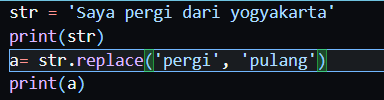 str = 'Saya pergi dari yogyakarta'
print(str)
a= str.replace('pergi', 'pulang')
print(a)